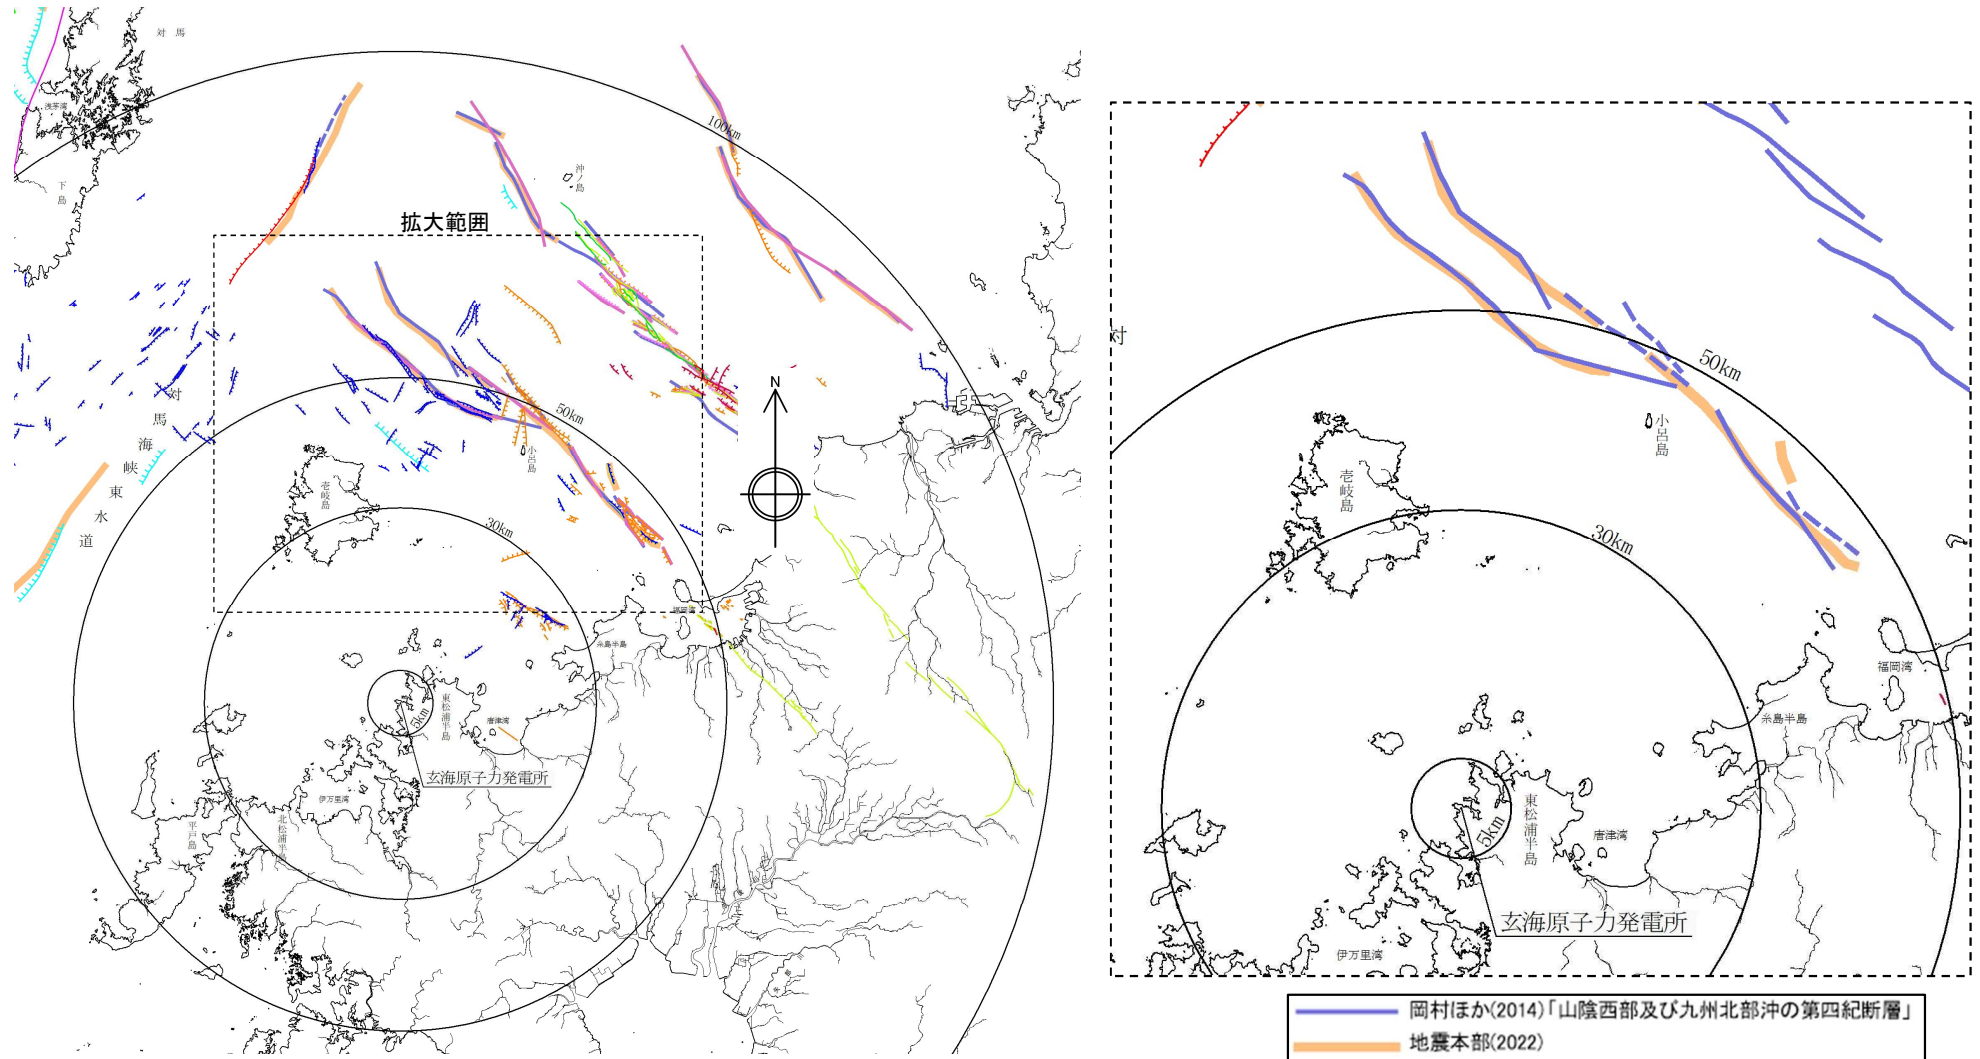 対馬
浅茅湾
下島
100km
沖ノ島
拡大範囲
対馬海峡東水道
50km
小呂島
壱岐島
30km
N
福岡湾
糸島半島
東松浦半島
唐津湾
5km
玄海原子力発電所
伊万里湾
北松浦半島
平戸島
対
50km
小呂島
壱岐島
30km
福岡湾
糸島半島
東松浦半島
唐津湾
5km
玄海原子力発電所
伊万里湾
岡村ほか(2014)「山陰西部及び九州北部沖の第四紀断層」
地震本部(2022)